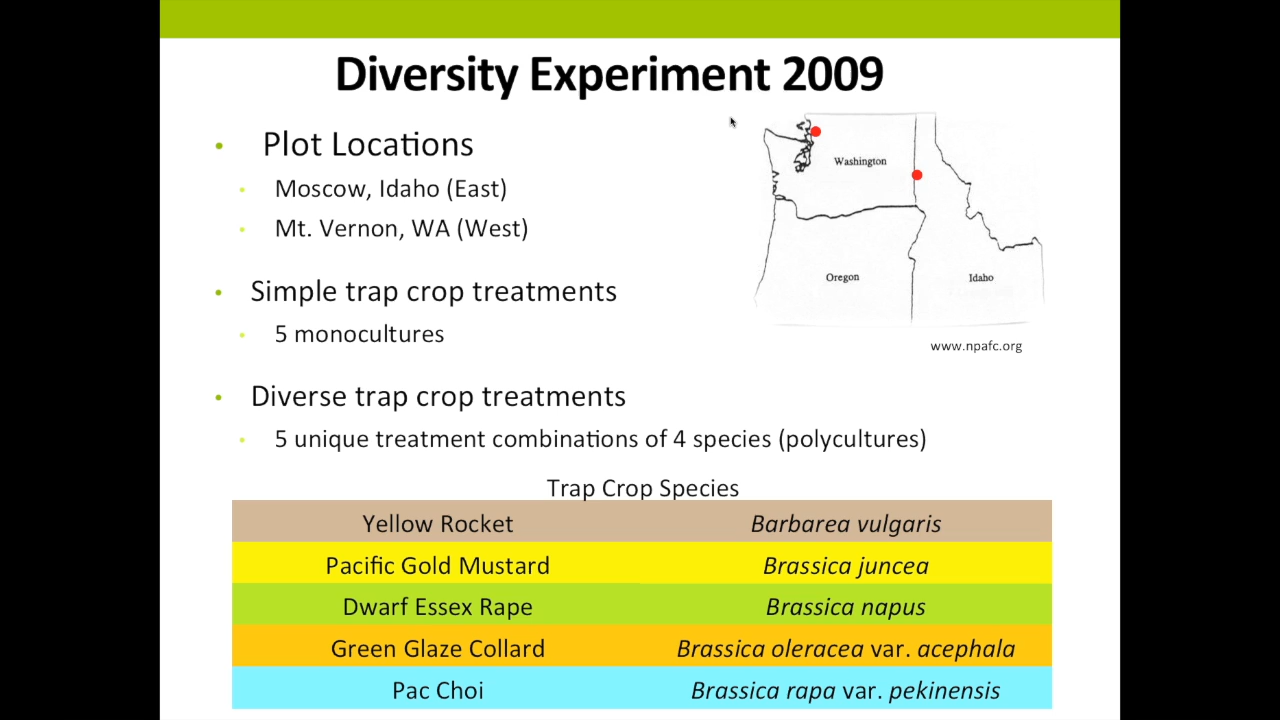 Diversity Experiment 2009
• Plot Locations
• Moscow, Idaho (East)
• Mt. Vernon, WA (West)
• Simple trap crop treatments
• 5 monocultures
• Diverse trap crop treatments
• 5 unique treatment combinations of 4 species (polycultures)
Washington
Oregon
Idaho
www.npafc.org
Trap Crop Species
Yellow Rocket Barbarea vulgaris
Pacific Gold Mustard Brassica juncea
Dwarf Essex Rape Brassica napus
Green Glaze Collard Brassica oleracea var. acephala
Pac Choi Brassica rapa var. pekinensis